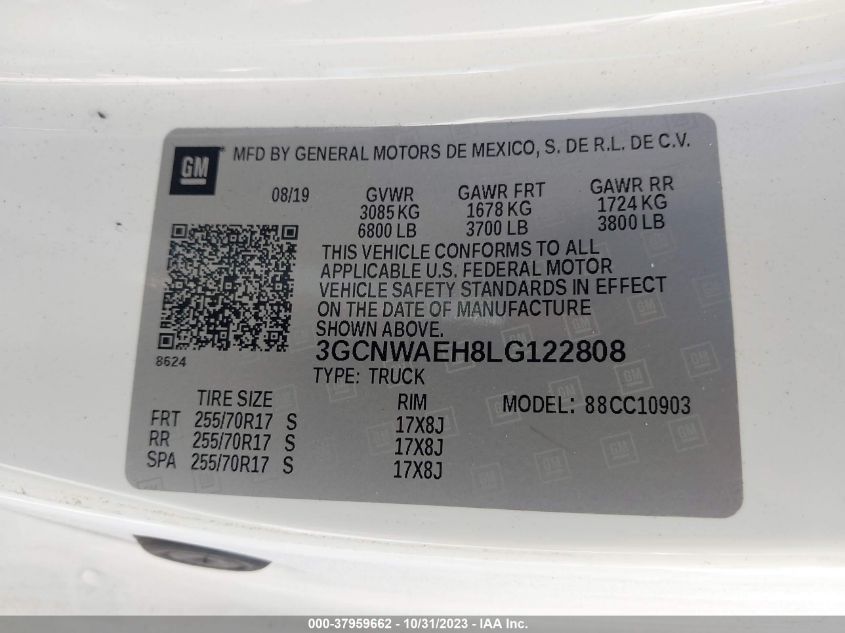 GM MFD BY GENERAL MOTORS DE MEXICO, S. DE R.L. DE C.V.
08/19 GVWR GAWR FRT GAWR RR
3085 KG 1678 KG 1724 KG
6800 LB 3700 LB 3800 LB
THIS VEHICLE CONFORMS TO ALL
APPLICABLE U.S. FEDERAL MOTOR
VEHICLE SAFETY STANDARDS IN EFFECT
ON THE DATE OF MANUFACTURE
SHOWN ABOVE.
8624 3GCNWAEH8LG122808
TYPE: TRUCK
TIRE SIZE RIM MODEL: 88CC10903
FRT 255/70R17 S 17X8J
RR 255/70R17 S 17X8J
SPA 255/70R17 S 17X8J
000-37959662 - 10/31/2023 - IAA Inc.